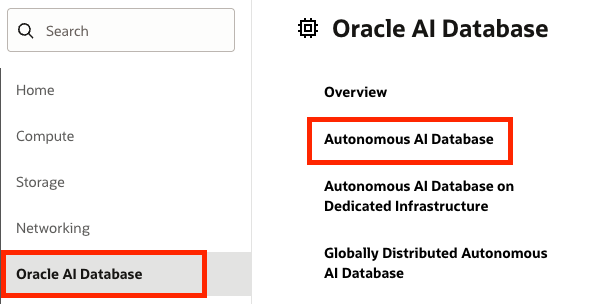 Search
Home
Compute
Storage
Networking
Oracle AI Database
Oracle AI Database
Overview
Autonomous AI Database
Autonomous AI Database on
Dedicated Infrastructure
Globally Distributed Autonomous
AI Database